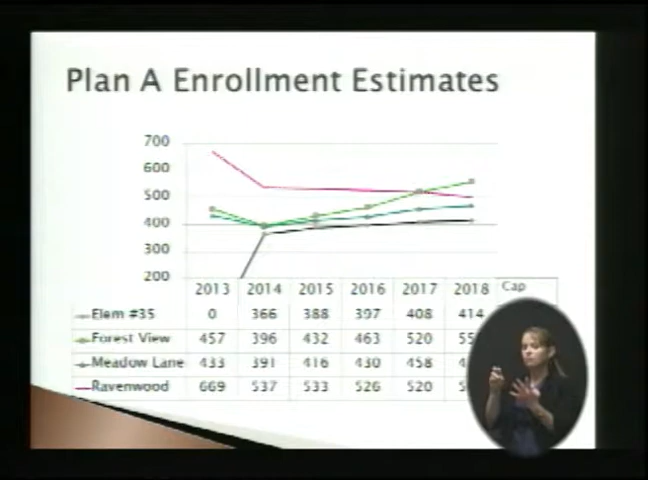 Plan A Enrollment Estimates
700
600
500
400
300
200
2013 2014 2015 2016 2017 2018 Cap
Elem #35 0 366 388 397 408 414
Forest View 457 396 432 463 520
Meadow Lane 433 391 416 430 458
Ravenwood 669 537 533 526 520